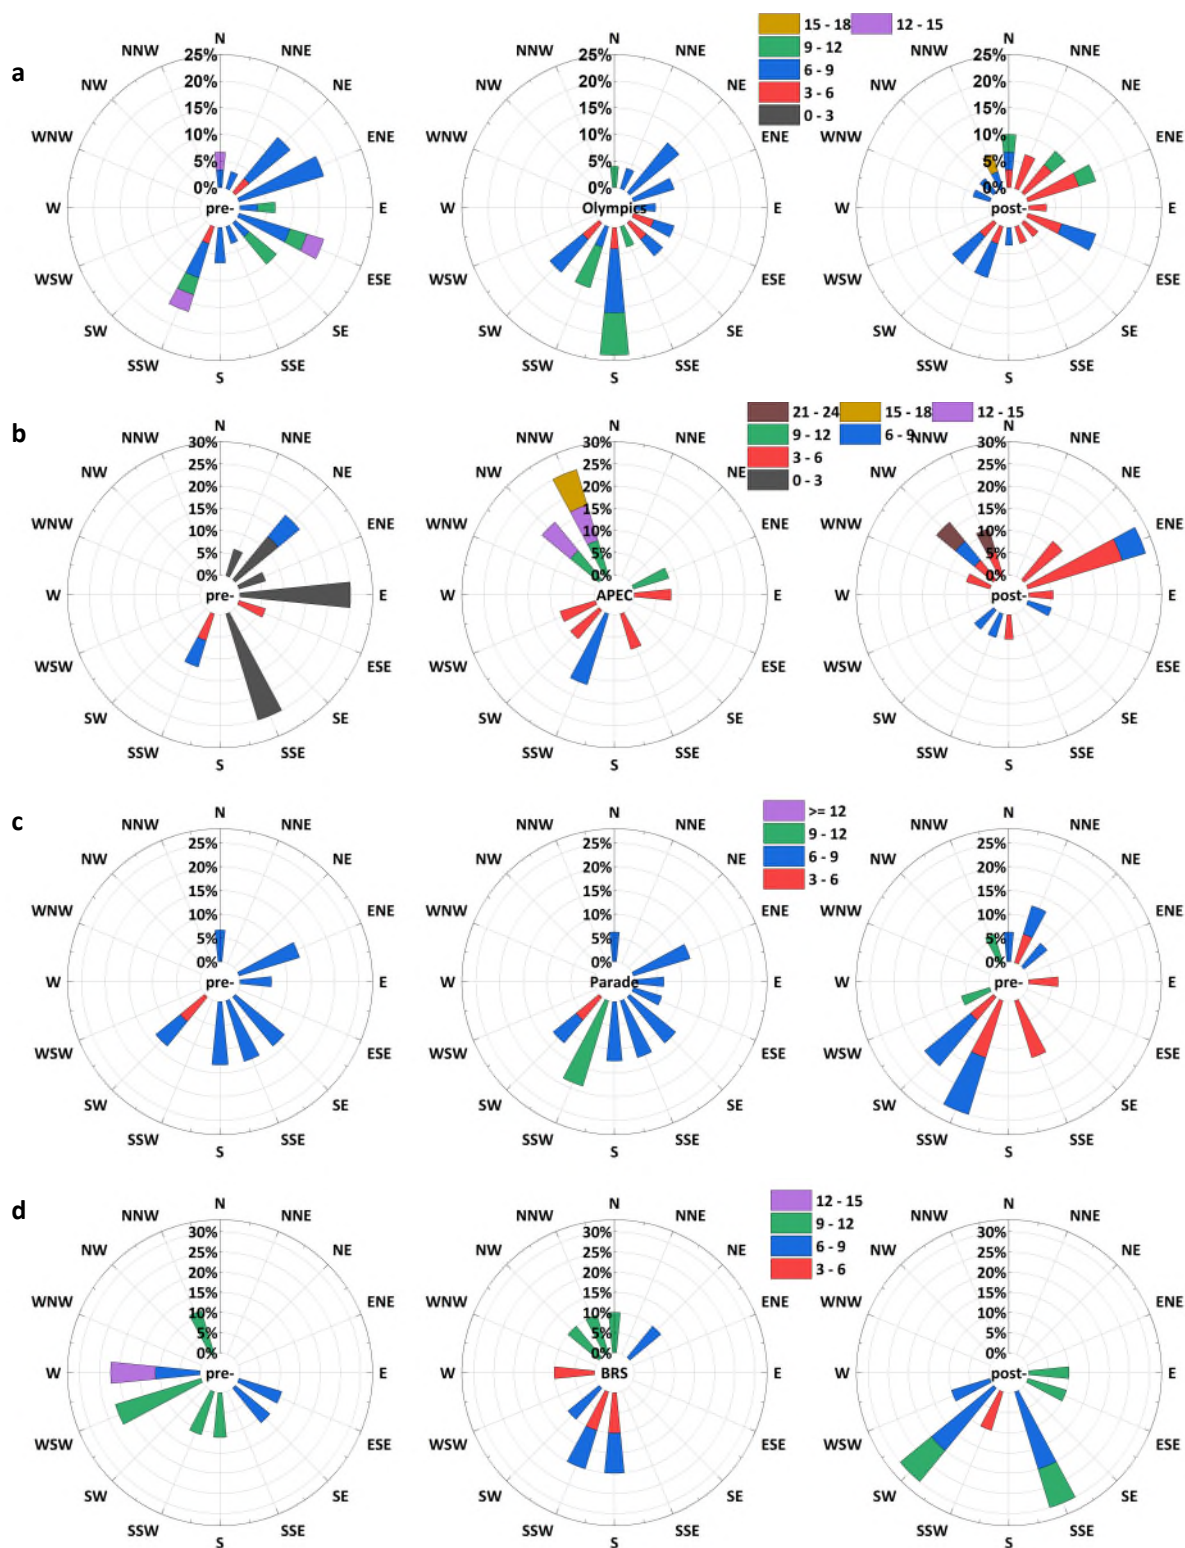 a
N
NNE
NE
ENE
E
ESE
SE
SSE
S
SSW
SW
WSW
W
WNW
NW
NNW
25%
20%
15%
10%
5%
0%
pre-
N
NNE
NE
ENE
E
ESE
SE
SSE
S
SSW
SW
WSW
W
WNW
NW
NNW
25%
20%
15%
10%
5%
0%
Olympics
15 - 18 12 - 15
9 - 12
6 - 9
3 - 6
0 - 3
N
NNE
NE
ENE
E
ESE
SE
SSE
S
SSW
SW
WSW
W
WNW
NW
NNW
25%
20%
15%
10%
5%
0%
post-
b
N
NNE
NE
ENE
E
ESE
SE
SSE
S
SSW
SW
WSW
W
WNW
NW
NNW
30%
25%
20%
15%
10%
5%
0%
pre-
N
NNE
NE
ENE
E
ESE
SE
SSE
S
SSW
SW
WSW
W
WNW
NW
NNW
30%
25%
20%
15%
10%
5%
0%
APEC
21 - 24 15 - 18 12 - 15
9 - 12 6 - 9
3 - 6
0 - 3
N
NNE
NE
ENE
E
ESE
SE
SSE
S
SSW
SW
WSW
W
WNW
NW
NNW
30%
25%
20%
15%
10%
5%
0%
post-
c
N
NNE
NE
ENE
E
ESE
SE
SSE
S
SSW
SW
WSW
W
WNW
NW
NNW
25%
20%
15%
10%
5%
0%
pre-
N
NNE
NE
ENE
E
ESE
SE
SSE
S
SSW
SW
WSW
W
WNW
NW
NNW
25%
20%
15%
10%
5%
0%
Parade
>= 12
9 - 12
6 - 9
3 - 6
N
NNE
NE
ENE
E
ESE
SE
SSE
S
SSW
SW
WSW
W
WNW
NW
NNW
25%
20%
15%
10%
5%
0%
pre-
d
N
NNE
NE
ENE
E
ESE
SE
SSE
S
SSW
SW
WSW
W
WNW
NW
NNW
30%
25%
20%
15%
10%
5%
0%
pre-
N
NNE
NE
ENE
E
ESE
SE
SSE
S
SSW
SW
WSW
W
WNW
NW
NNW
30%
25%
20%
15%
10%
5%
0%
BRS
12 - 15
9 - 12
6 - 9
3 - 6
N
NNE
NE
ENE
E
ESE
SE
SSE
S
SSW
SW
WSW
W
WNW
NW
NNW
30%
25%
20%
15%
10%
5%
0%
post-